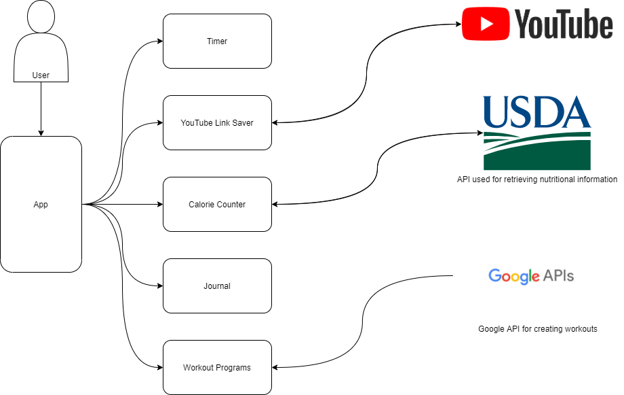 User
App
Timer
YouTube Link Saver
Calorie Counter
Journal
Workout Programs
YouTube
USDA
API used for retrieving nutritional information
Google APIs
Google API for creating workouts